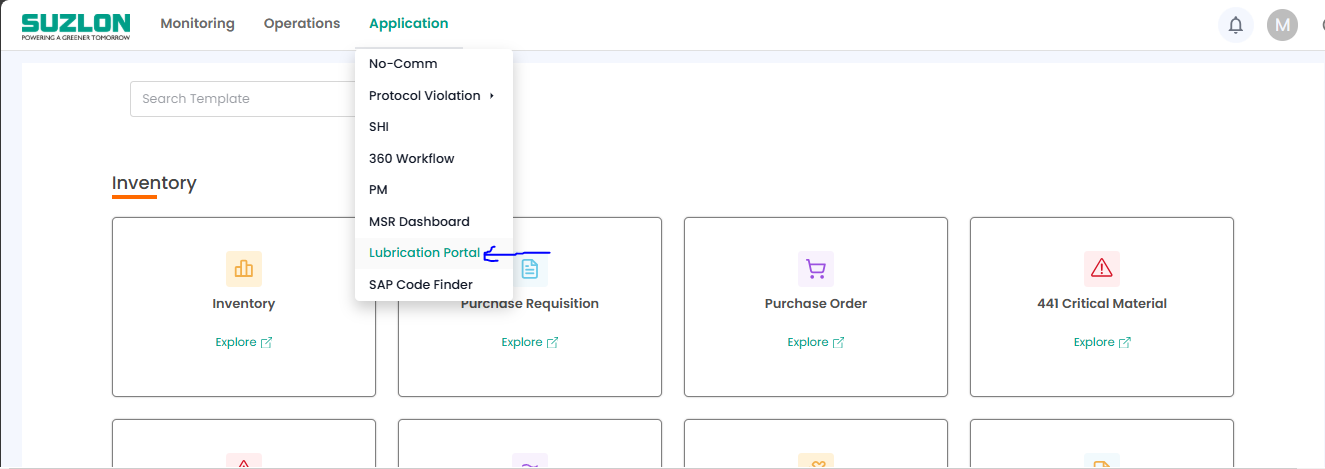 SUZLON
POWERING A GREENER TOMORROW
Monitoring
Operations
Application
M
No-Comm
Protocol Violation
SHI
360 Workflow
PM
MSR Dashboard
Lubrication Portal
SAP Code Finder
Search Template
Inventory
Inventory
Explore
Purchase Requisition
Explore
Purchase Order
Explore
441 Critical Material
Explore